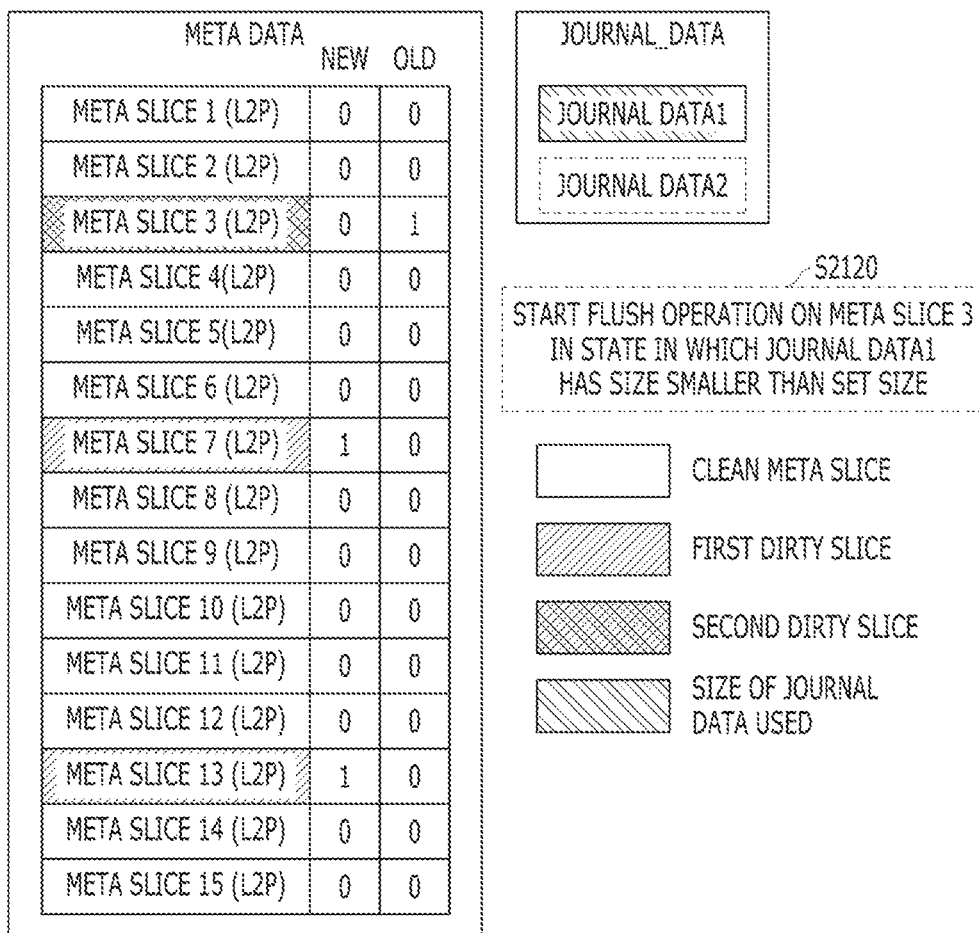 META DATA
NEW OLD
META SLICE 1 (L2P) 0 0
META SLICE 2 (L2P) 0 0
META SLICE 3 (L2P) 0 1
META SLICE 4(L2P) 0 0
META SLICE 5(L2P) 0 0
META SLICE 6 (L2P) 0 0
META SLICE 7 (L2P) 1 0
META SLICE 8 (L2P) 0 0
META SLICE 9 (L2P) 0 0
META SLICE 10 (L2P) 0 0
META SLICE 11 (L2P) 0 0
META SLICE 12 (L2P) 0 0
META SLICE 13 (L2P) 1 0
META SLICE 14 (L2P) 0 0
META SLICE 15 (L2P) 0 0
JOURNAL_DATA
JOURNAL DATA1
JOURNAL DATA2
S2120
START FLUSH OPERATION ON META SLICE 3
IN STATE IN WHICH JOURNAL DATA1
HAS SIZE SMALLER THAN SET SIZE
CLEAN META SLICE
FIRST DIRTY SLICE
SECOND DIRTY SLICE
SIZE OF JOURNAL
DATA USED